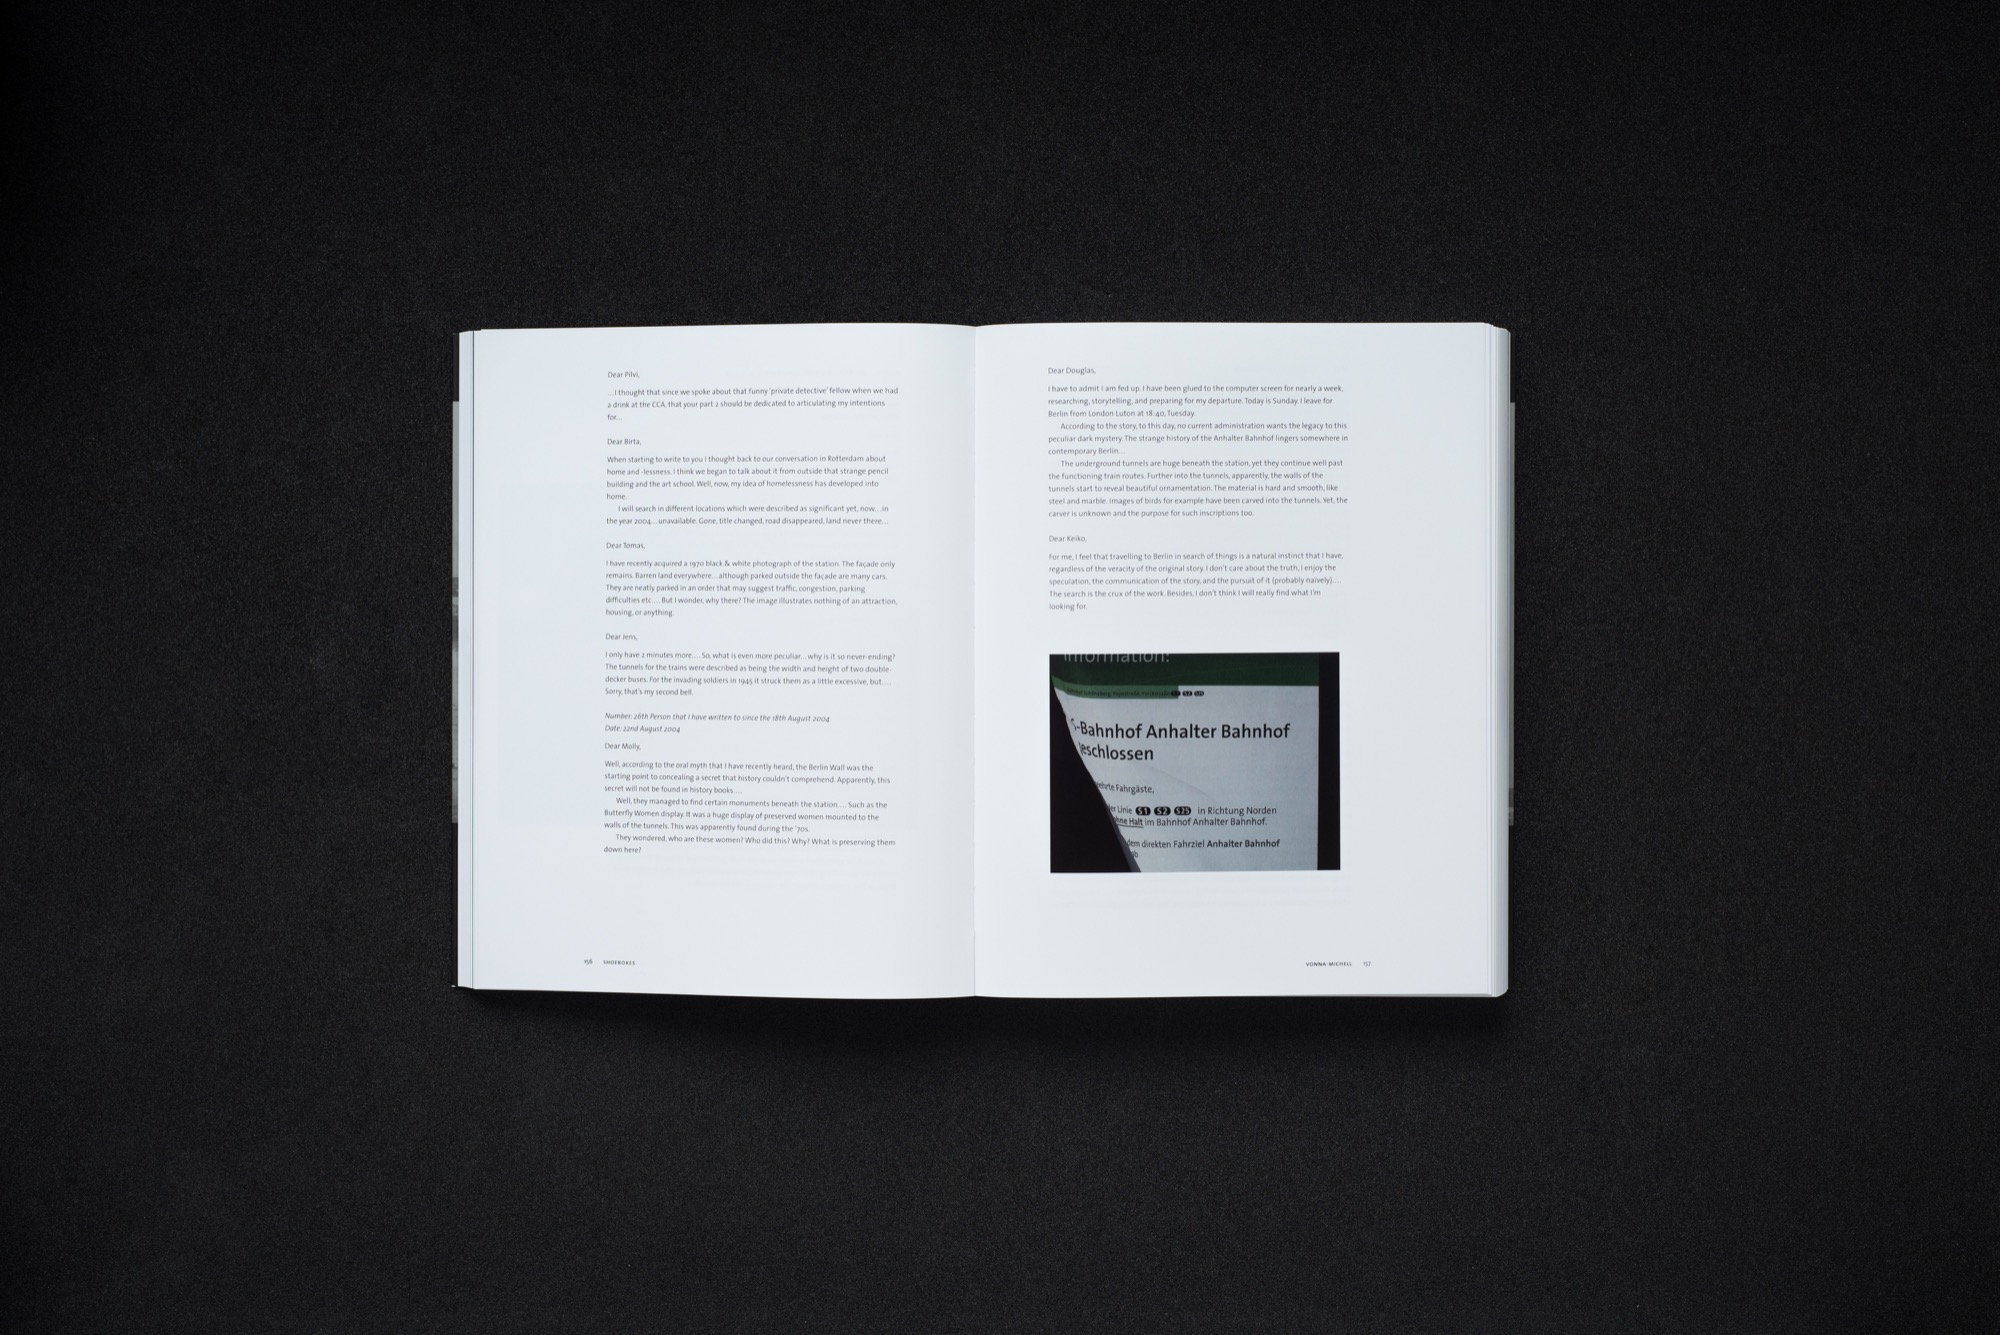 Dear Pilvi,
…I thought that since we spoke about that funny 'private detective' fellow when we had
a drink at the CCA, that your part 2 should be dedicated to articulating my intentions
for…
Dear Birta,
When starting to write to you I thought back to our conversation in Rotterdam about
home and -lessness. I think we began to talk about it from outside that strange pencil
building and the art school. Well, now, my idea of homelessness has developed into
home.
I will search in different locations which were described as significant yet, now…in
the year 2004…unavailable. Gone, title changed, road disappeared, land never there…
Dear Tomas,
I have recently acquired a 1970 black & white photograph of the station. The façade only
remains. Barren land everywhere…although parked outside the façade are many cars.
They are neatly parked in an order that may suggest traffic, congestion, parking
difficulties etc.… But I wonder, why there? The image illustrates nothing of an attraction,
housing, or anything.
Dear Jens,
I only have 2 minutes more.… So, what is even more peculiar… why is it so never-ending?
The tunnels for the trains were described as being the width and height of two double-
decker buses. For the invading soldiers in 1945 it struck them as a little excessive, but.…
Sorry, that's my second bell.
Number: 26th Person that I have written to since the 18th August 2004
Date: 22nd August 2004
Dear Molly,
Well, according to the oral myth that I have recently heard, the Berlin Wall was the
starting point to concealing a secret that history couldn't comprehend. Apparently, this
secret will not be found in history books.…
Well, they managed to find certain monuments beneath the station.… Such as the
Butterfly Women display. It was a huge display of preserved women mounted to the
walls of the tunnels. This was apparently found during the '70s.
They wondered, who are these women? Who did this? Why? What is preserving them
down here?
156 SHOEBOXES
Dear Douglas,
I have to admit I am fed up. I have been glued to the computer screen for nearly a week,
researching, storytelling, and preparing for my departure. Today is Sunday. I leave for
Berlin from London Luton at 18:40, Tuesday.
According to the story, to this day, no current administration wants the legacy to this
peculiar dark mystery. The strange history of the Anhalter Bahnhof lingers somewhere in
contemporary Berlin…
The underground tunnels are huge beneath the station, yet they continue well past
the functioning train routes. Further into the tunnels, apparently, the walls of the
tunnels start to reveal beautiful ornamentation. The material is hard and smooth, like
steel and marble. Images of birds for example have been carved into the tunnels. Yet, the
carver is unknown and the purpose for such inscriptions too.
Dear Keiko,
For me, I feel that travelling to Berlin in search of things is a natural instinct that I have,
regardless of the veracity of the original story. I don't care about the truth, I enjoy the
speculation, the communication of the story, and the pursuit of it (probably naively).…
The search is the crux of the work. Besides, I don't think I will really find what I'm
looking for.
Information:
S1 S2 S25
S-Bahnhof Anhalter Bahnhof
eschlossen
ehrte Fahrgäste,
der Linie S1 S2 S25 in Richtung Norden
hne Halt im Bahnhof Anhalter Bahnhof.
dem direkten Fahrziel Anhalter Bahnhof
VONNA-MICHELL 157